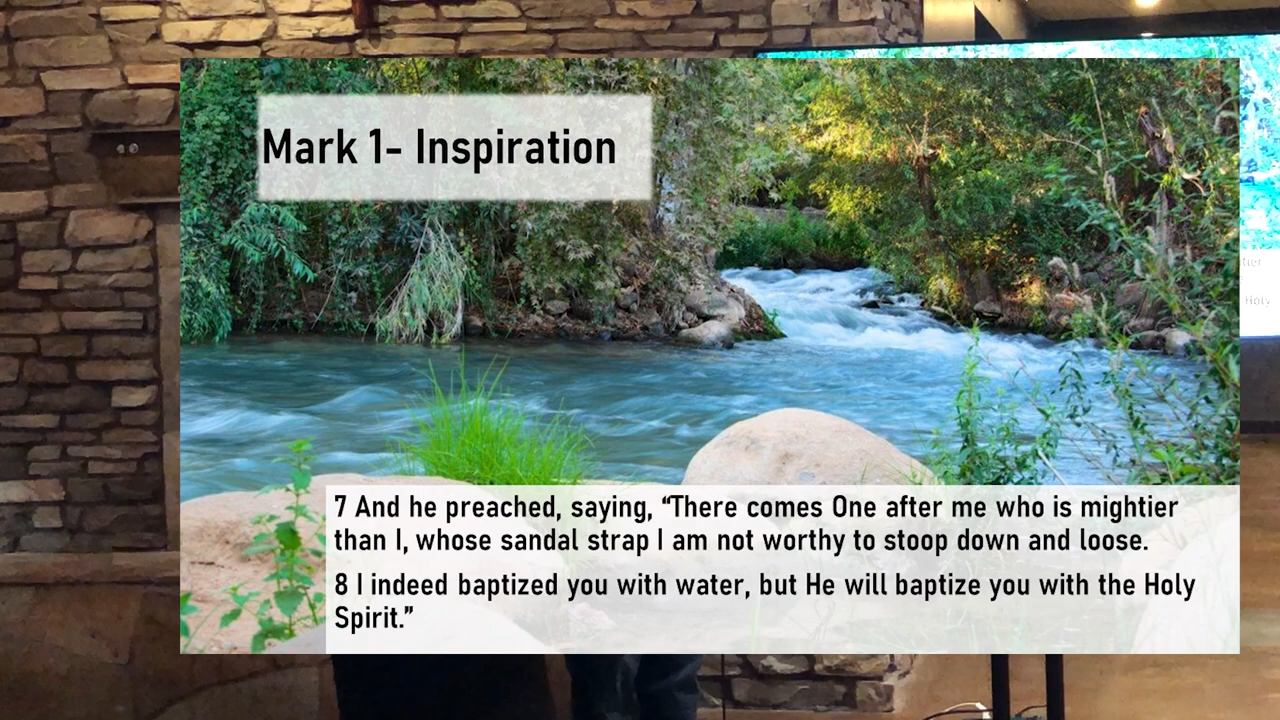 Mark 1- Inspiration
7 And he preached, saying, “There comes One after me who is mightier
than I, whose sandal strap I am not worthy to stoop down and loose.
8 I indeed baptized you with water, but He will baptize you with the Holy
Spirit.”
Holy